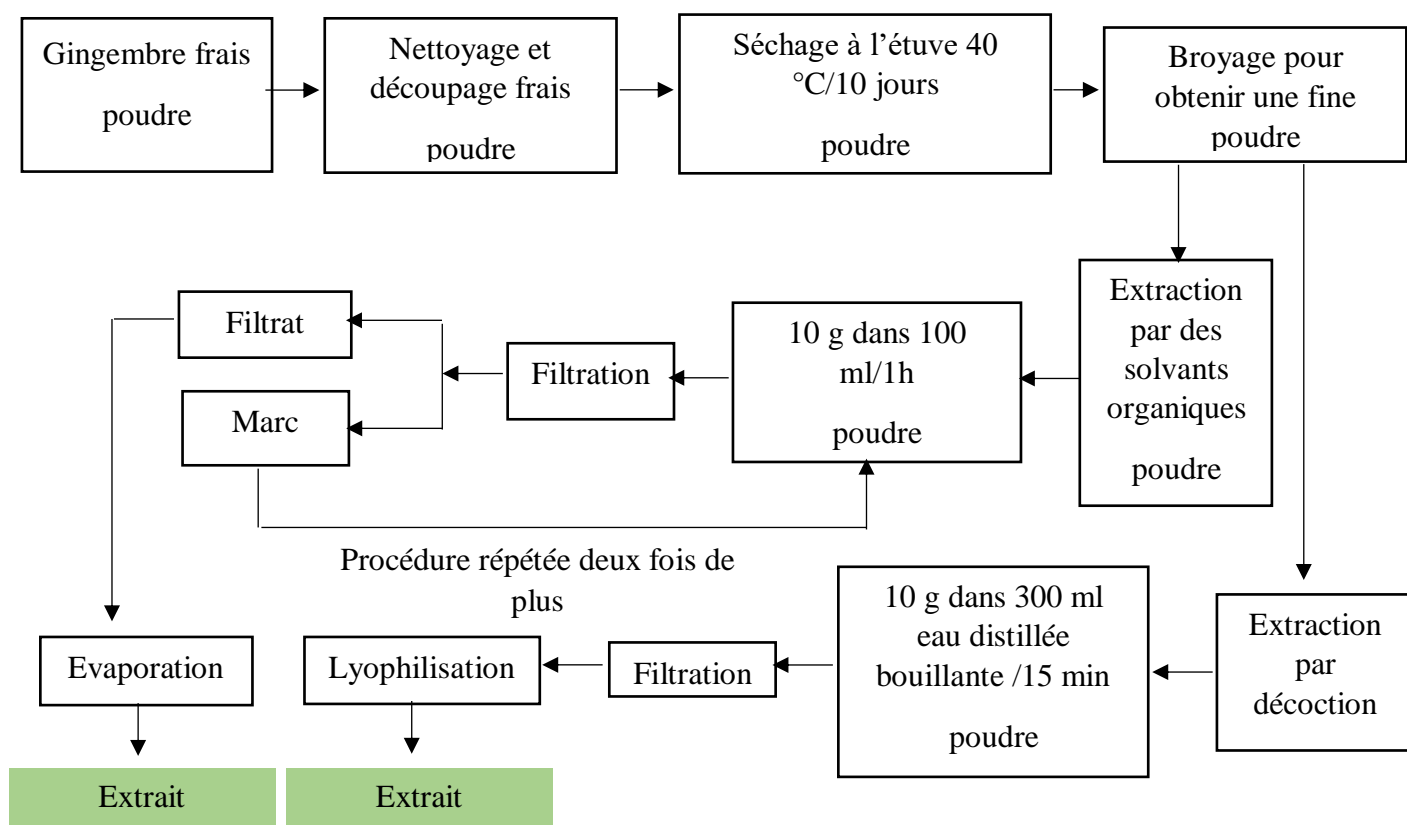 Gingembre frais
poudre
Nettoyage et
découpage frais
poudre
Séchage à l’étuve 40
°C/10 jours
poudre
Broyage pour
obtenir une fine
poudre
Extraction
par des
solvants
organiques
poudre
10 g dans 100
ml/1h
poudre
Filtration
Filtrat
Marc
Procédure répétée deux fois de
plus
Extraction
par
décoction
10 g dans 300 ml
eau distillée
bouillante /15 min
poudre
Filtration
Lyophilisation
Evaporation
Extrait
Extrait